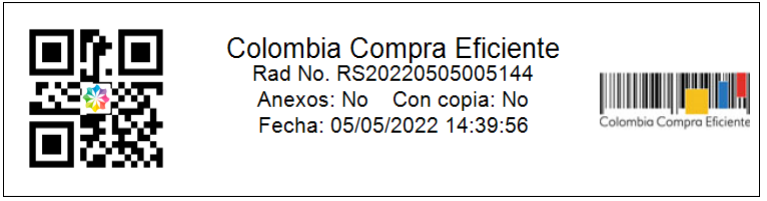 Colombia Compra Eficiente
Rad No. RS20220505005144
Anexos: No Con copia: No
Fecha: 05/05/2022 14:39:56
Colombia Compra Eficiente